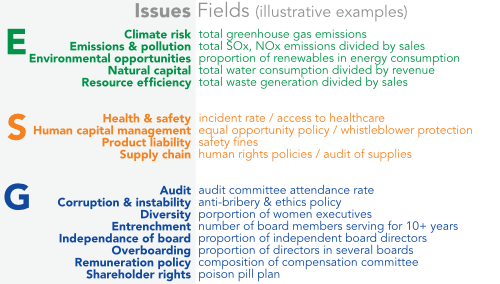 Issues Fields (illustrative examples)
E
Climate risk total greenhouse gas emissions
Emissions & pollution total SOx, NOx emissions divided by sales
Environmental opportunities proportion of renewables in energy consumption
Natural capital total water consumption divided by revenue
Resource efficiency total waste generation divided by sales
S
Health & safety incident rate / access to healthcare
Human capital management equal opportunity policy / whistleblower protection
Product liability safety fines
Supply chain human rights policies / audit of supplies
G
Audit audit committee attendance rate
Corruption & instability anti-bribery & ethics policy
Diversity porportion of women executives
Entrenchment number of board members serving for 10+ years
Independance of board proportion of independent board directors
Overboarding proportion of directors in several boards
Remuneration policy composition of compensation committee
Shareholder rights poison pill plan